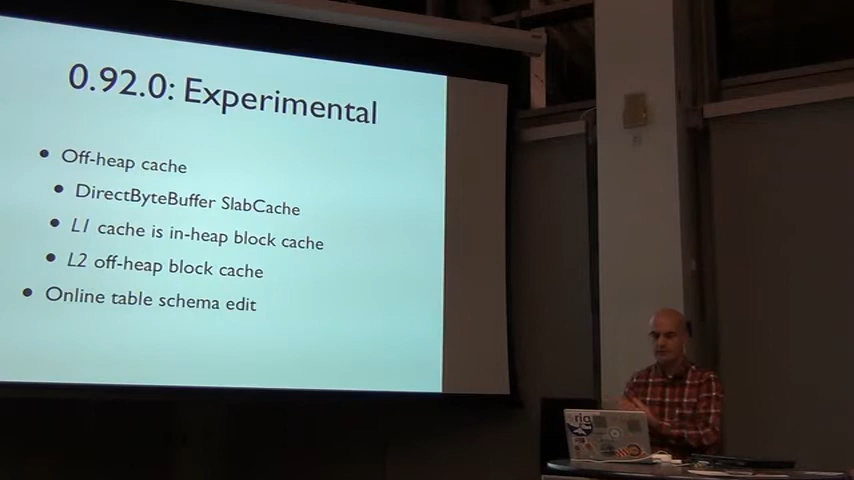 0.92.0: Experimental
• Off-heap cache
• DirectByteBuffer SlabCache
• L1 cache is in-heap block cache
• L2 off-heap block cache
• Online table schema edit